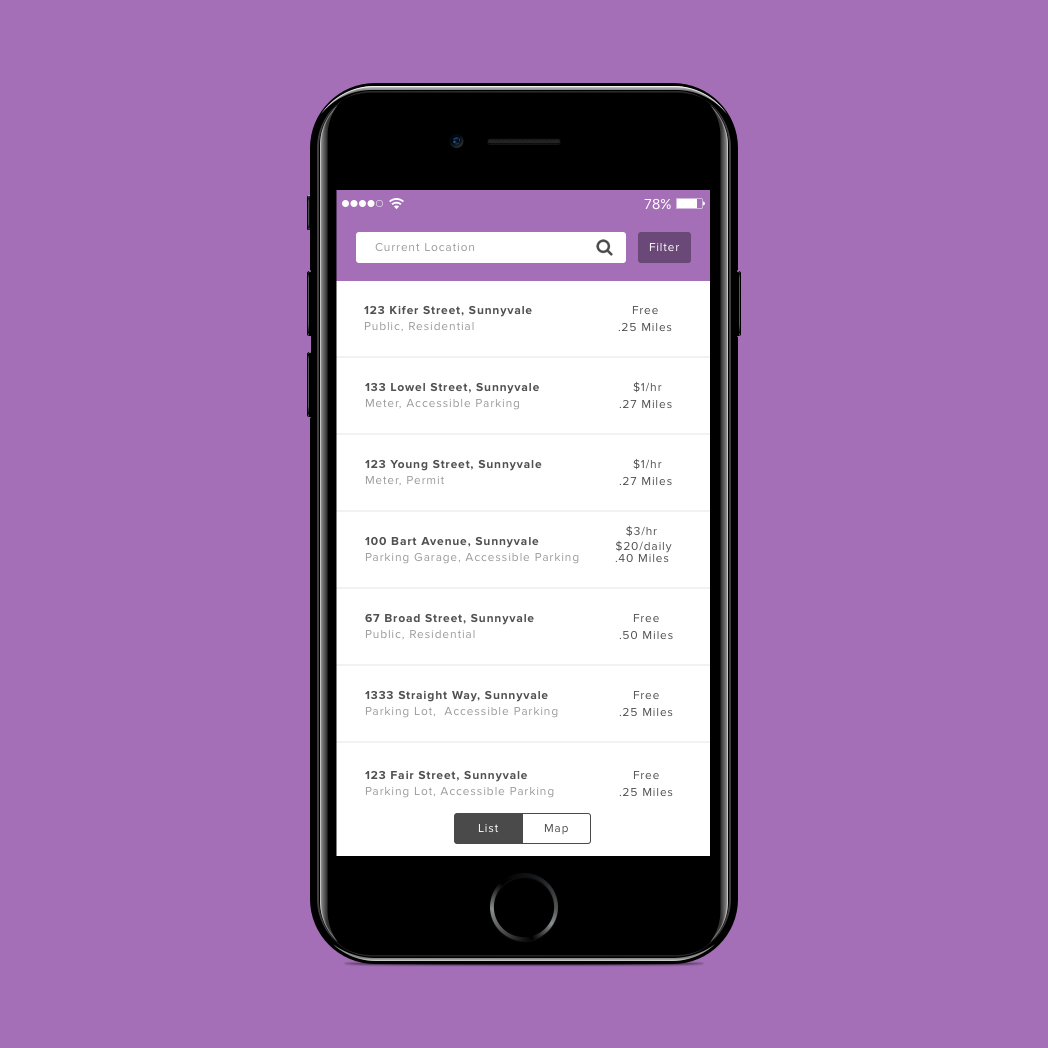 78%
Current Location
Filter
123 Kifer Street, Sunnyvale
Free
Public, Residential
.25 Miles
133 Lowel Street, Sunnyvale
$1/hr
Meter, Accessible Parking
.27 Miles
123 Young Street, Sunnyvale
$1/hr
Meter, Permit
.27 Miles
$3/hr
100 Bart Avenue, Sunnyvale
$20/daily
Parking Garage, Accessible Parking
.40 Miles
67 Broad Street, Sunnyvale
Free
Public, Residential
.50 Miles
1333 Straight Way, Sunnyvale
Free
Parking Lot,  Accessible Parking
.25 Miles
123 Fair Street, Sunnyvale
Free
Parking Lot, Accessible Parking
.25 Miles
List
Map